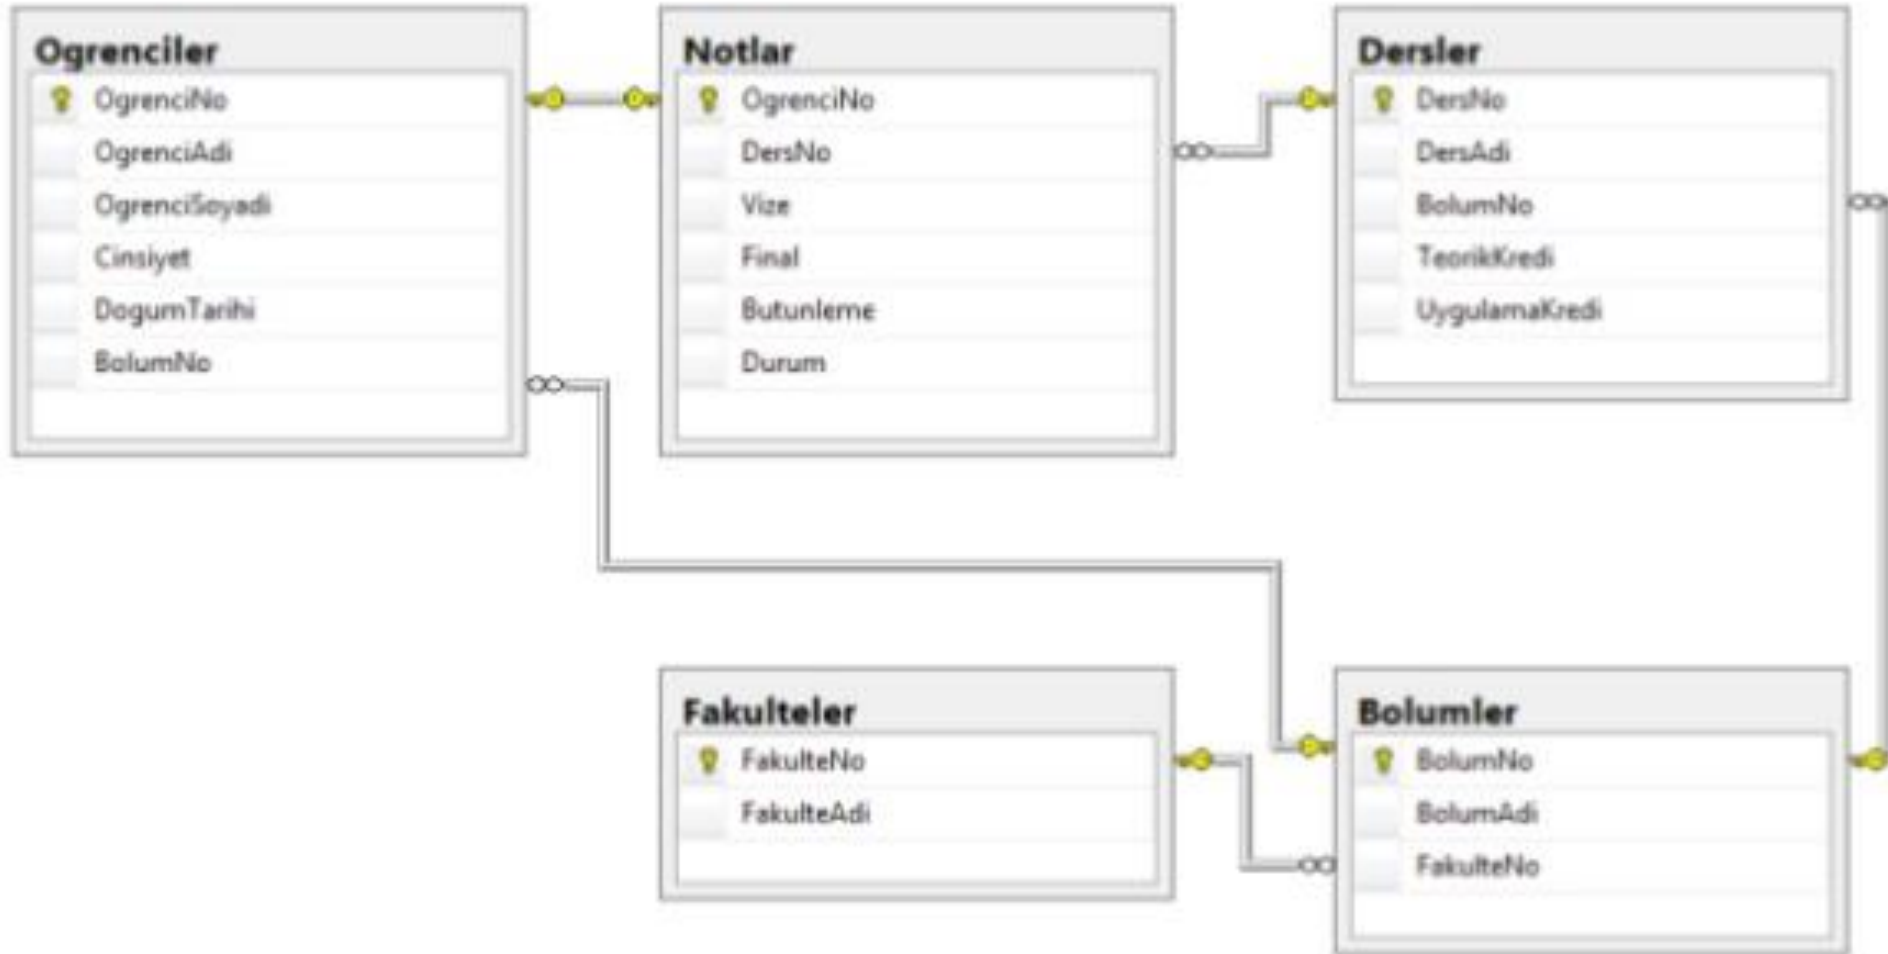 Ogrenciler
OgrenciNo
OgrenciAdi
OgrenciSoyadi
Cinsiyet
DogumTarihi
BolumNo
Notlar
OgrenciNo
DersNo
Vize
Final
Butunleme
Durum
Dersler
DersNo
DersAdi
BolumNo
TeorikKredi
UygulamaKredi
Fakulteler
FakulteNo
FakulteAdi
Bolumler
BolumNo
BolumAdi
FakulteNo